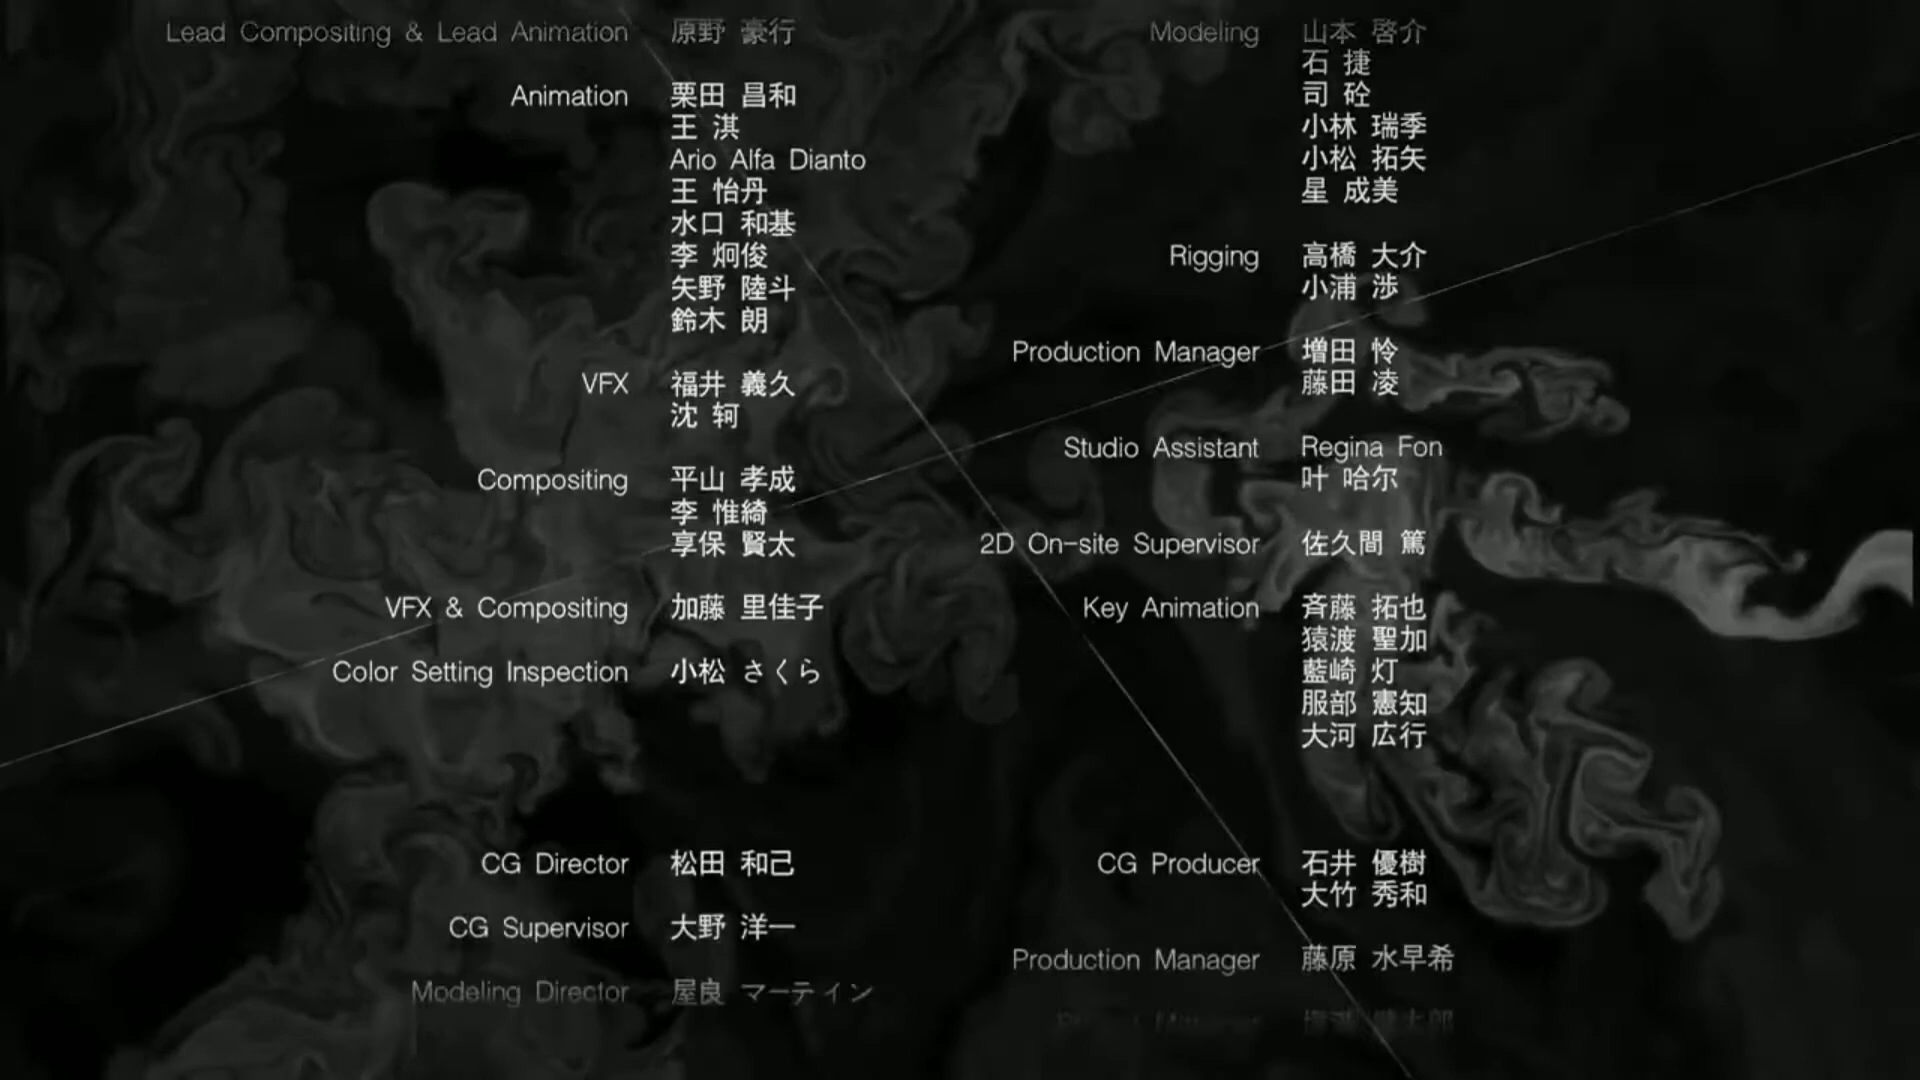 Lead Compositing & Lead Animation 原野 豪行
Animation 栗田 昌和
王 淇
Ario Alfa Dianto
王 怡丹
水口 和基
李 炯俊
矢野 陸斗
鈴木 朗
VFX 福井 義久
沈 轲
Compositing 平山 孝成
李 惟綺
享保 賢太
VFX & Compositing 加藤 里佳子
Color Setting Inspection 小松 さくら
CG Director 松田 和己
CG Supervisor 大野 洋一
Modeling Director 屋良 マーティン
Modeling 山本 啓介
石 捷
司 硂
小林 瑞季
小松 拓矢
星 成美
Rigging 高橋 大介
小浦 渉
Production Manager 増田 怜
藤田 凌
Studio Assistant Regina Fon
叶 哈尔
2D On-site Supervisor 佐久間 篤
Key Animation 斉藤 拓也
猿渡 聖加
藍崎 灯
服部 憲知
大河 広行
CG Producer 石井 優樹
大竹 秀和
Production Manager 藤原 水早希